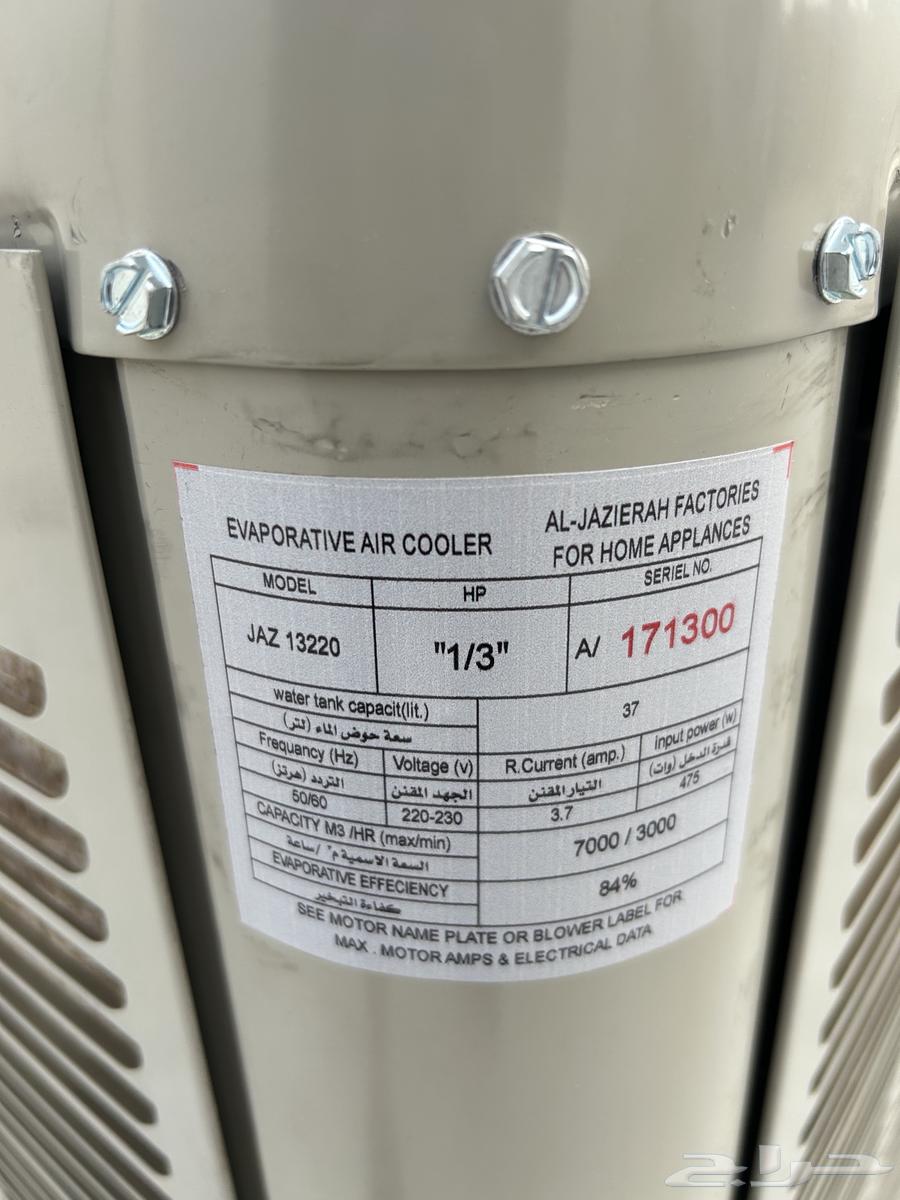 EVAPORATIVE AIR COOLER
AL-JAZIERAH FACTORIES
FOR HOME APPLANCES
MODEL
HP
SERIEL NO.
JAZ 13220
"1/3"
A/ 171300
water tank capacit(lit.)
سعة حوض الماء (لتر)
37
Frequancy (Hz)
التردد (هرتز)
Voltage (v)
الجهد المقنن
R.Current (amp.)
التيار المقنن
Input power (w)
قدرة الدخل (وات)
50/60
220-230
3.7
475
CAPACITY M3 /HR (max/min)
السعة الاسمية م³ /ساعة
7000 / 3000
EVAPORATIVE EFFECIENCY
كفاءة التبخير
84%
SEE MOTOR NAME PLATE OR BLOWER LABEL FOR
MAX . MOTOR AMPS & ELECTRICAL DATA
حراج